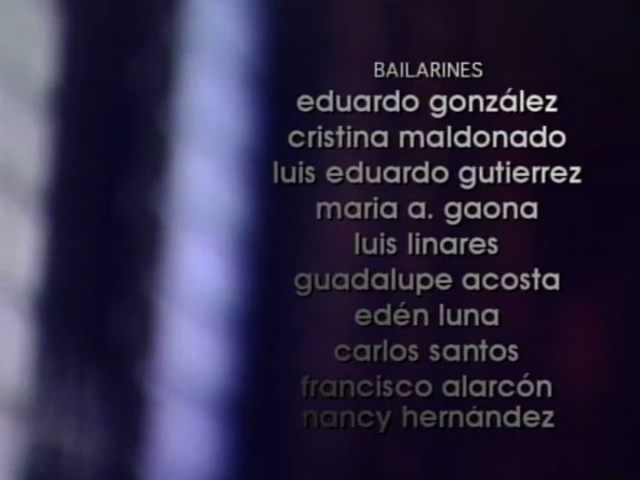 BAILARINES
eduardo gonzález
cristina maldonado
luis eduardo gutierrez
maria a. gaona
luis linares
guadalupe acosta
edén luna
carlos santos
francisco alarcón
nancy hernández